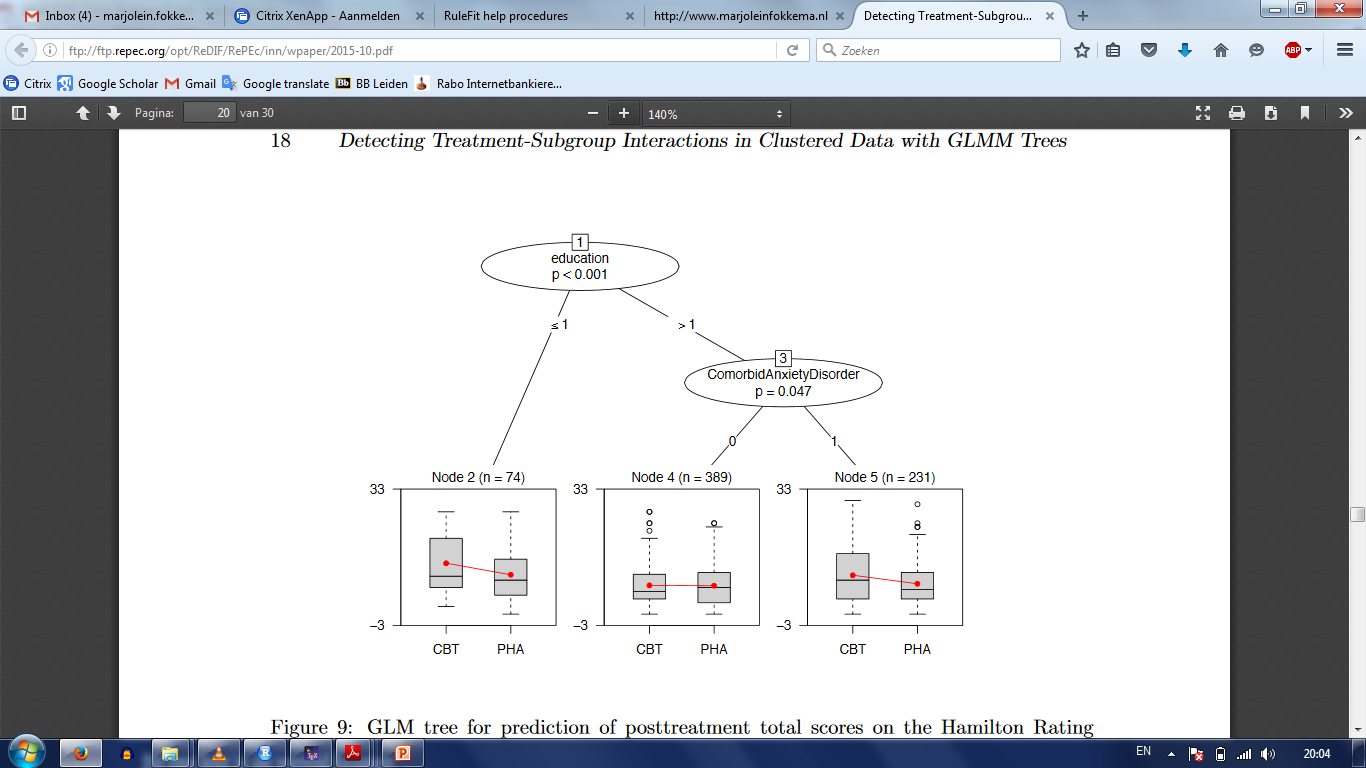 Inbox (4) - marjolein.fokke... Citrix XenApp - Aanmelden RuleFit help procedures http://www.marjoleinfokkema.nl Detecting Treatment-Subgrou...
ftp://ftp.repec.org/opt/ReDIF/RePEc/inn/wpaper/2015-10.pdf Zoeken ABP
Citrix Google Scholar Gmail Google translate Bb BB Leiden Rabo Internetbankiere...
Pagina: 20 van 30 140%
18 Detecting Treatment-Subgroup Interactions in Clustered Data with GLMM Trees
1
education
p < 0.001
≤ 1 > 1
3
ComorbidAnxietyDisorder
p = 0.047
0 1
Node 2 (n = 74) Node 4 (n = 389) Node 5 (n = 231)
33 33 33
−3 −3 −3
CBT PHA CBT PHA CBT PHA
Figure 9: GLM tree for prediction of posttreatment total scores on the Hamilton Rating
EN 20:04